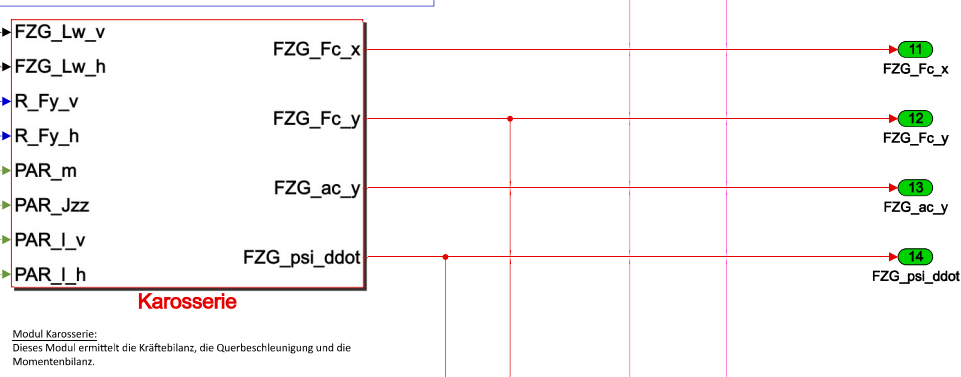 FZG_Lw_v
FZG_Lw_h
R_Fy_v
R_Fy_h
PAR_m
PAR_Jzz
PAR_l_v
PAR_l_h
FZG_Fc_x
FZG_Fc_y
FZG_ac_y
FZG_psi_ddot
Karosserie
11
FZG_Fc_x
12
FZG_Fc_y
13
FZG_ac_y
14
FZG_psi_ddot
Modul Karosserie:
Dieses Modul ermittelt die Kräftebilanz, die Querbeschleunigung und die
Momentenbilanz.